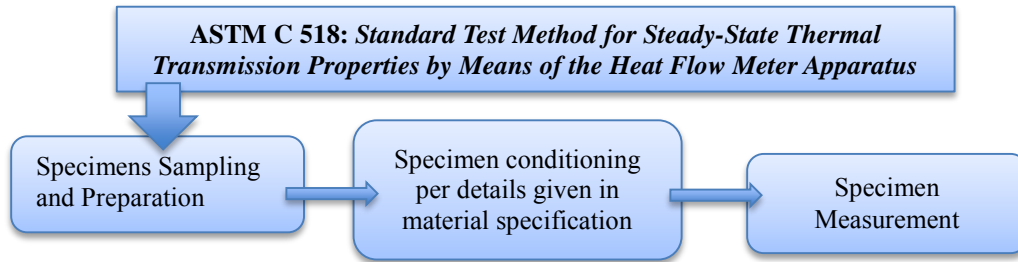 ASTM C 518: Standard Test Method for Steady-State Thermal
Transmission Properties by Means of the Heat Flow Meter Apparatus
Specimens Sampling
and Preparation
Specimen conditioning
per details given in
material specification
Specimen
Measurement